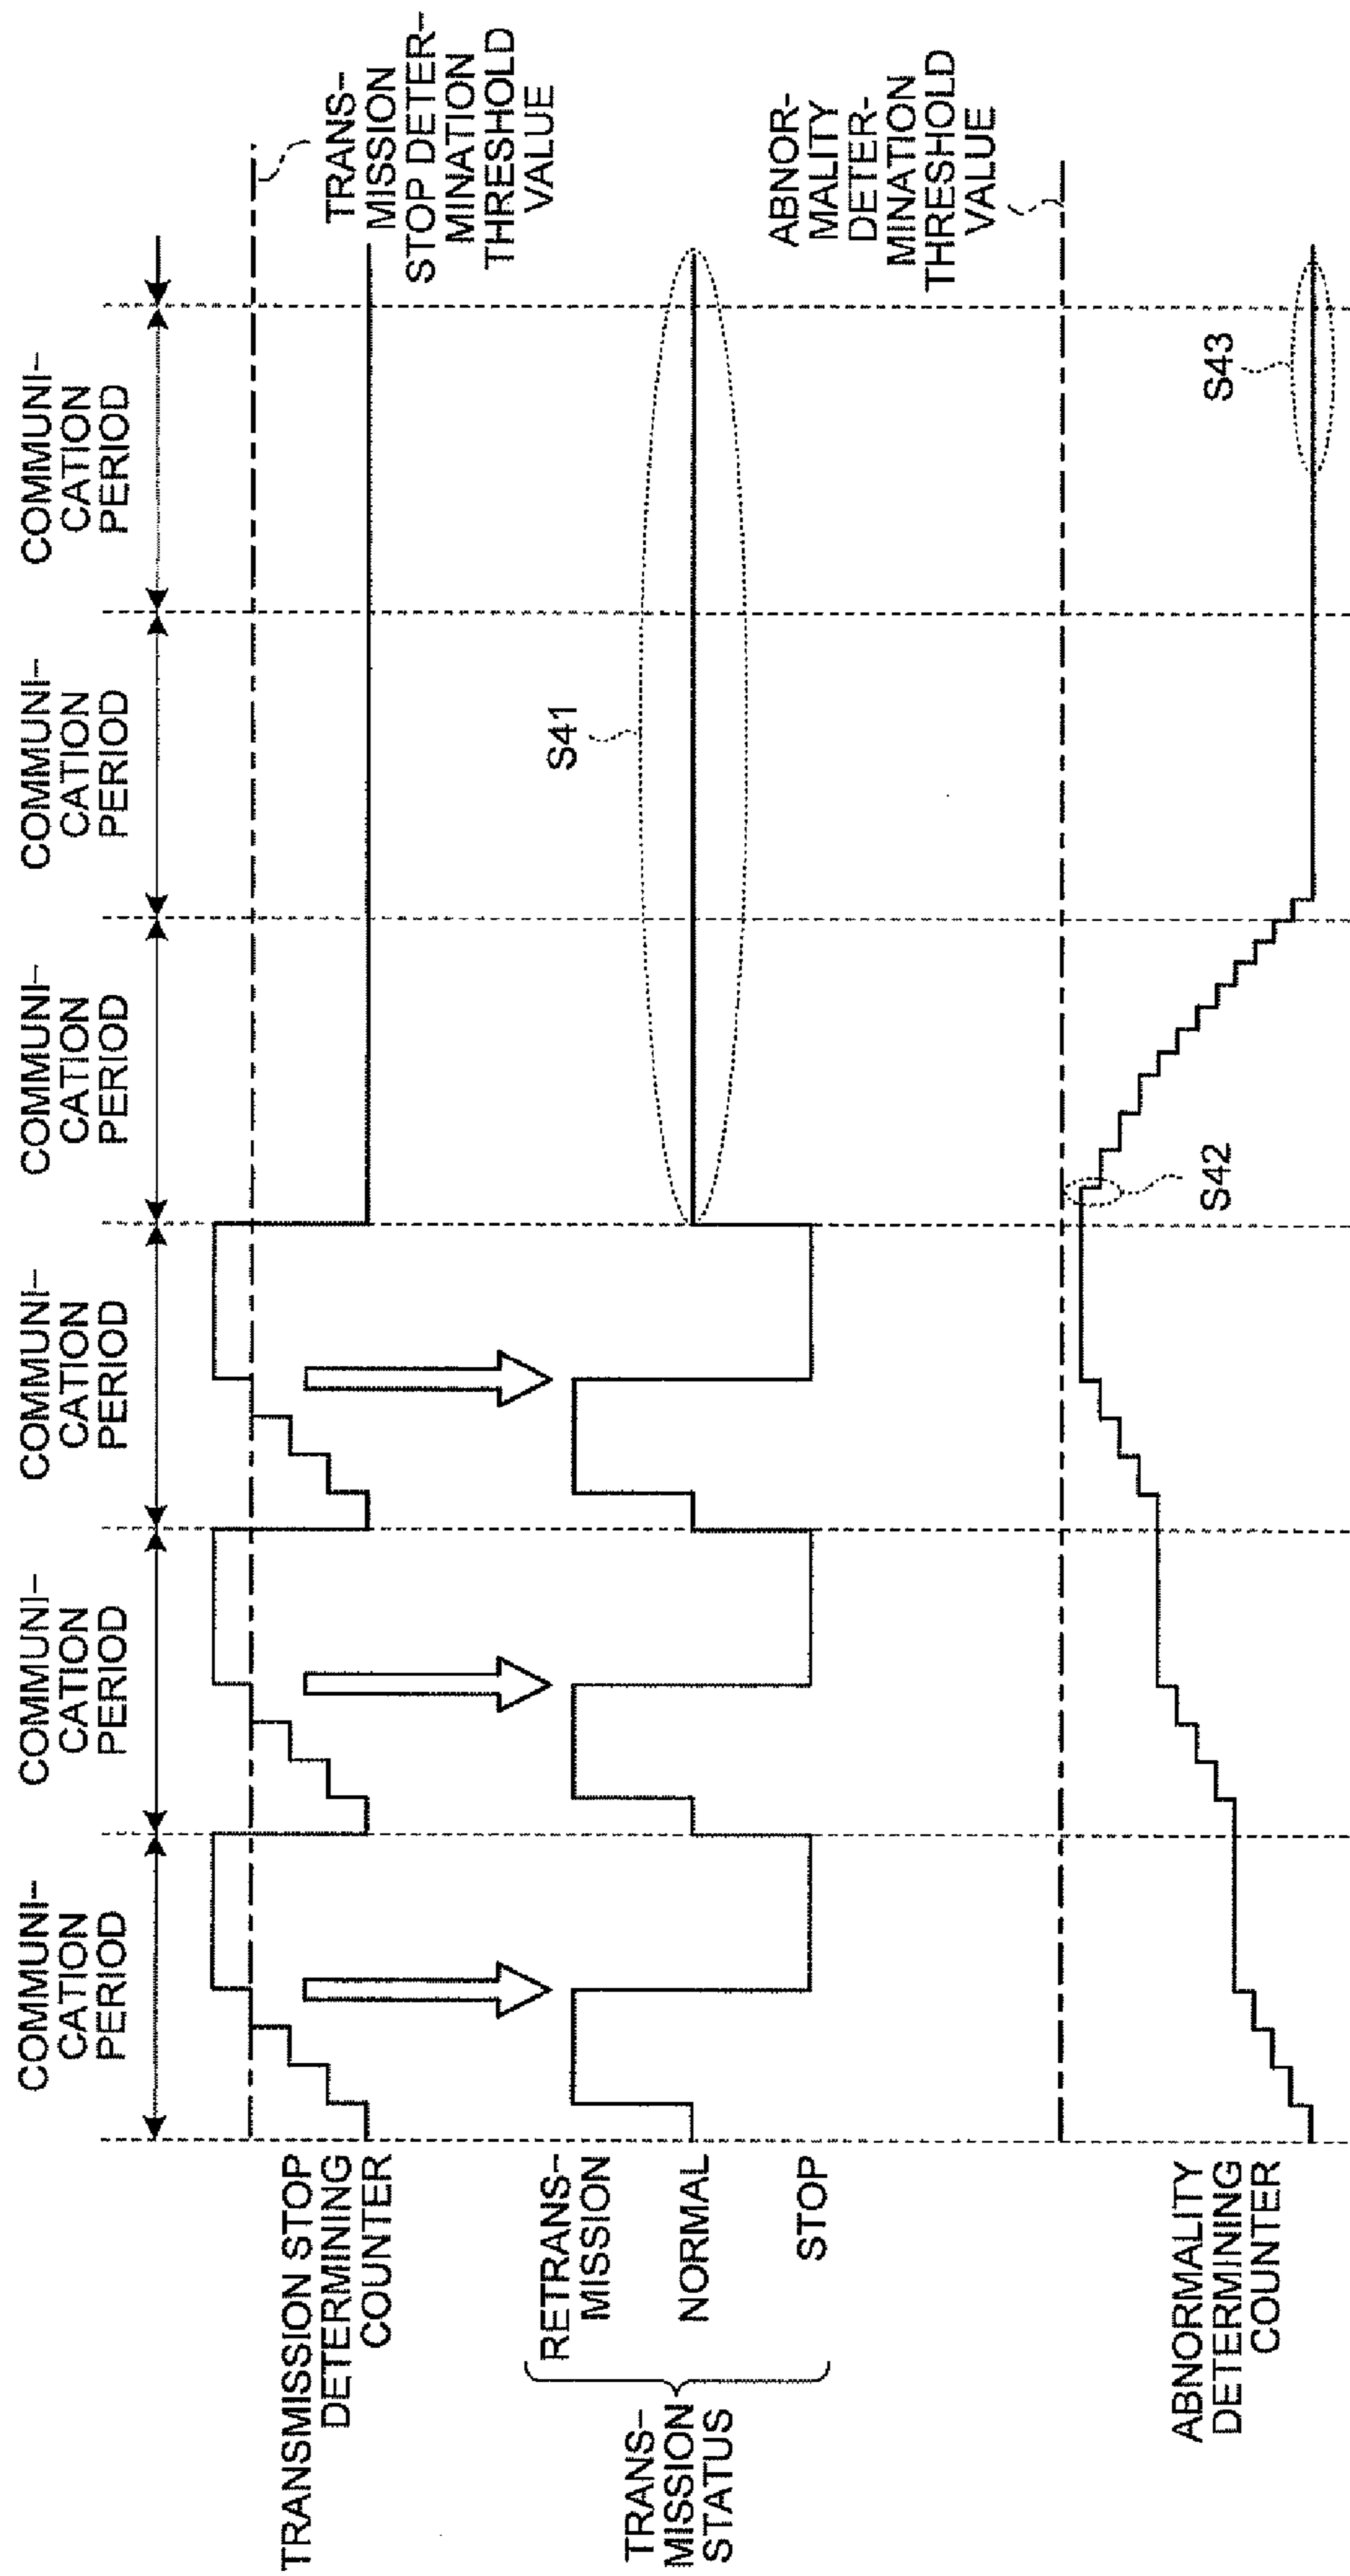 COMMUNI-
CATION
PERIOD
COMMUNI-
CATION
PERIOD
COMMUNI-
CATION
PERIOD
COMMUNI-
CATION
PERIOD
COMMUNI-
CATION
PERIOD
COMMUNI-
CATION
PERIOD
TRANSMISSION STOP
DETERMINING
COUNTER
TRANS-
MISSION
STOP DETER-
MINATION
THRESHOLD
VALUE
TRANS-
MISSION
STATUS
RETRANS-
MISSION
NORMAL
STOP
S41
ABNOR-
MALITY
DETER-
MINATION
THRESHOLD
VALUE
ABNORMALITY
DETERMINING
COUNTER
S42
S43